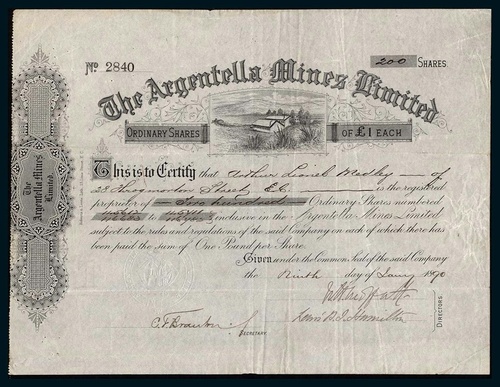 No 2840
200 SHARES
The Argentella Mines Limited
ORDINARY SHARES OF £1 EACH
The Argentella Mines Limited.
This is to Certify that Arthur Lionel Medley of
28 Throgmorton Street E.C. is the registered
proprietor of Two hundred Ordinary Shares numbered
to inclusive in the Argentella Mines Limited
subject to the rules and regulations of the said Company on each of which there has
been paid the sum of One Pound per Share.
Given under the Common Seal of the said Company
the Ninth day of Jany 1890
SECRETARY
Hamilton
DIRECTORS